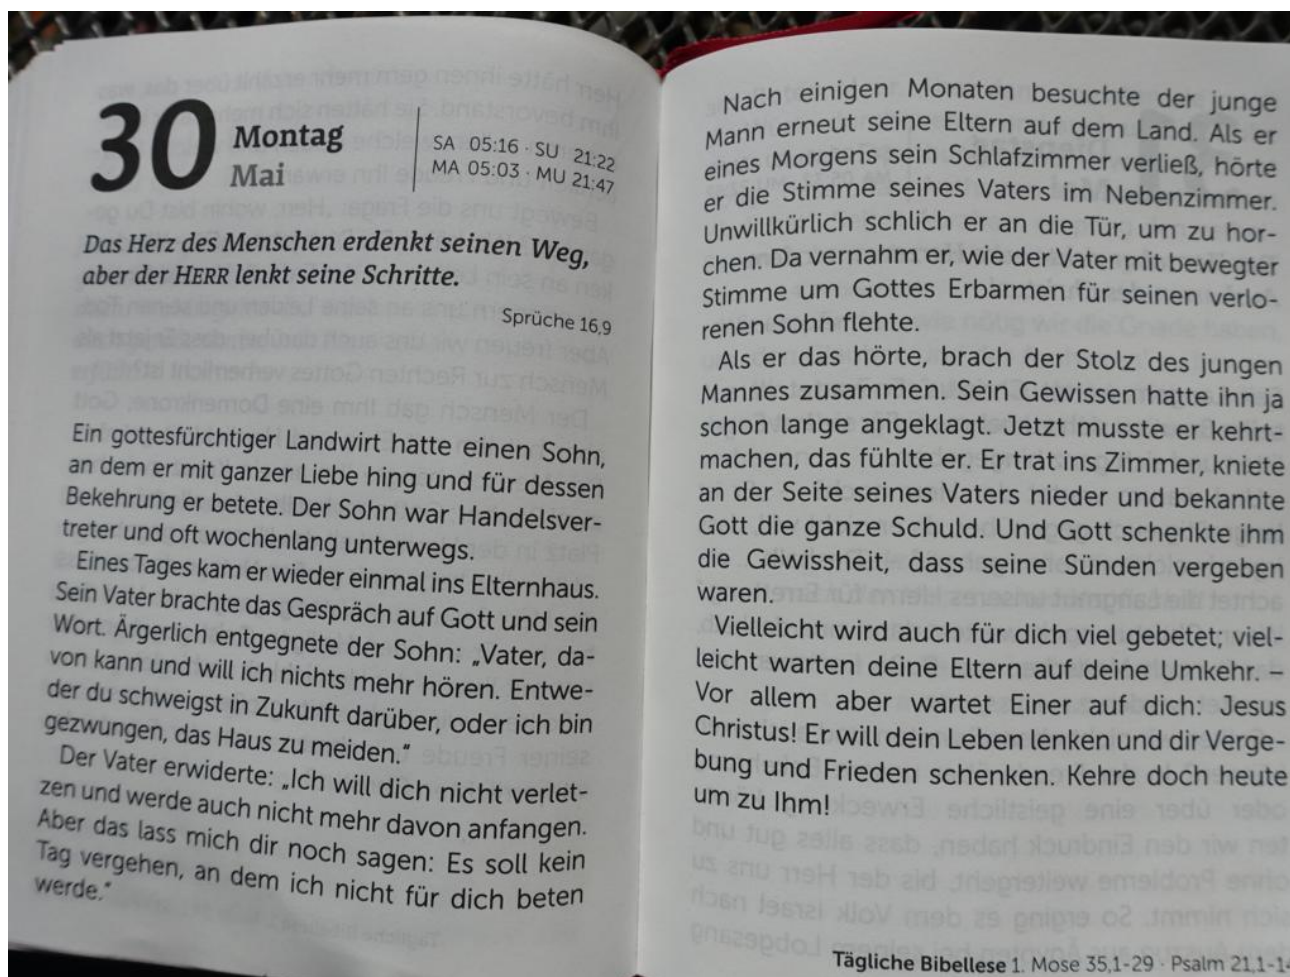 30
Montag
Mai
SA 05:16 · SU 21:22
MA 05:03 · MU 21:47
Das Herz des Menschen erdenkt seinen Weg,
aber der HERR lenkt seine Schritte.
Sprüche 16,9
Ein gottesfürchtiger Landwirt hatte einen Sohn,
an dem er mit ganzer Liebe hing und für dessen
Bekehrung er betete. Der Sohn war Handelsver-
treter und oft wochenlang unterwegs.
Eines Tages kam er wieder einmal ins Elternhaus.
Sein Vater brachte das Gespräch auf Gott und sein
Wort. Ärgerlich entgegnete der Sohn: „Vater, da-
von kann und will ich nichts mehr hören. Entwe-
der du schweigst in Zukunft darüber, oder ich bin
gezwungen, das Haus zu meiden.“
Der Vater erwiderte: „Ich will dich nicht verlet-
zen und werde auch nicht mehr davon anfangen.
Aber das lass mich dir noch sagen: Es soll kein
Tag vergehen, an dem ich nicht für dich beten
werde.“
Nach einigen Monaten besuchte der junge
Mann erneut seine Eltern auf dem Land. Als er
eines Morgens sein Schlafzimmer verließ, hörte
er die Stimme seines Vaters im Nebenzimmer.
Unwillkürlich schlich er an die Tür, um zu hor-
chen. Da vernahm er, wie der Vater mit bewegter
Stimme um Gottes Erbarmen für seinen verlo-
renen Sohn flehte.
Als er das hörte, brach der Stolz des jungen
Mannes zusammen. Sein Gewissen hatte ihn ja
schon lange angeklagt. Jetzt musste er kehrt-
machen, das fühlte er. Er trat ins Zimmer, kniete
an der Seite seines Vaters nieder und bekannte
Gott die ganze Schuld. Und Gott schenkte ihm
die Gewissheit, dass seine Sünden vergeben
waren.
Vielleicht wird auch für dich viel gebetet; viel-
leicht warten deine Eltern auf deine Umkehr. –
Vor allem aber wartet Einer auf dich: Jesus
Christus! Er will dein Leben lenken und dir Verge-
bung und Frieden schenken. Kehre doch heute
um zu Ihm!
Tägliche Bibellese 1. Mose 35,1-29 · Psalm 21,1-14